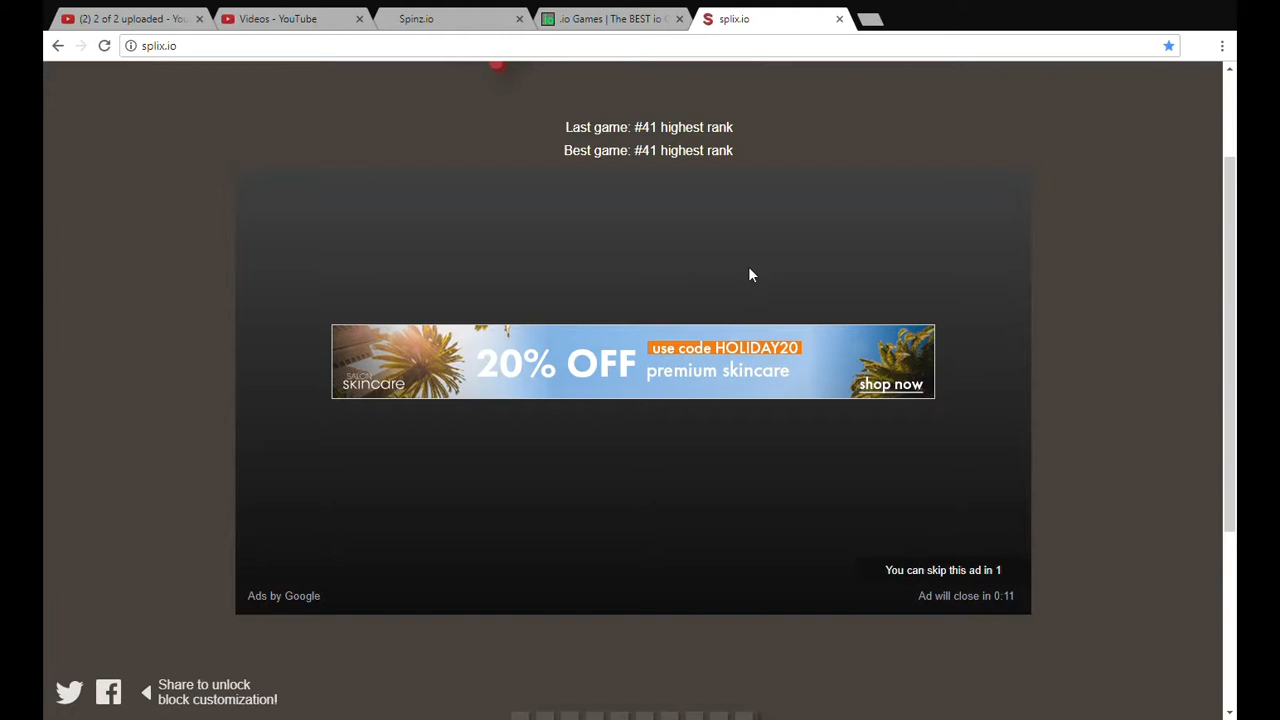 (2) 2 of 2 uploaded - You
Videos - YouTube
Spinz.io
.io Games | The BEST io G
splix.io
splix.io
Last game: #41 highest rank
Best game: #41 highest rank
20% OFF
use code HOLIDAY20
premium skincare
SALON
skincare
shop now
You can skip this ad in 1
Ads by Google
Ad will close in 0:11
Share to unlock
block customization!